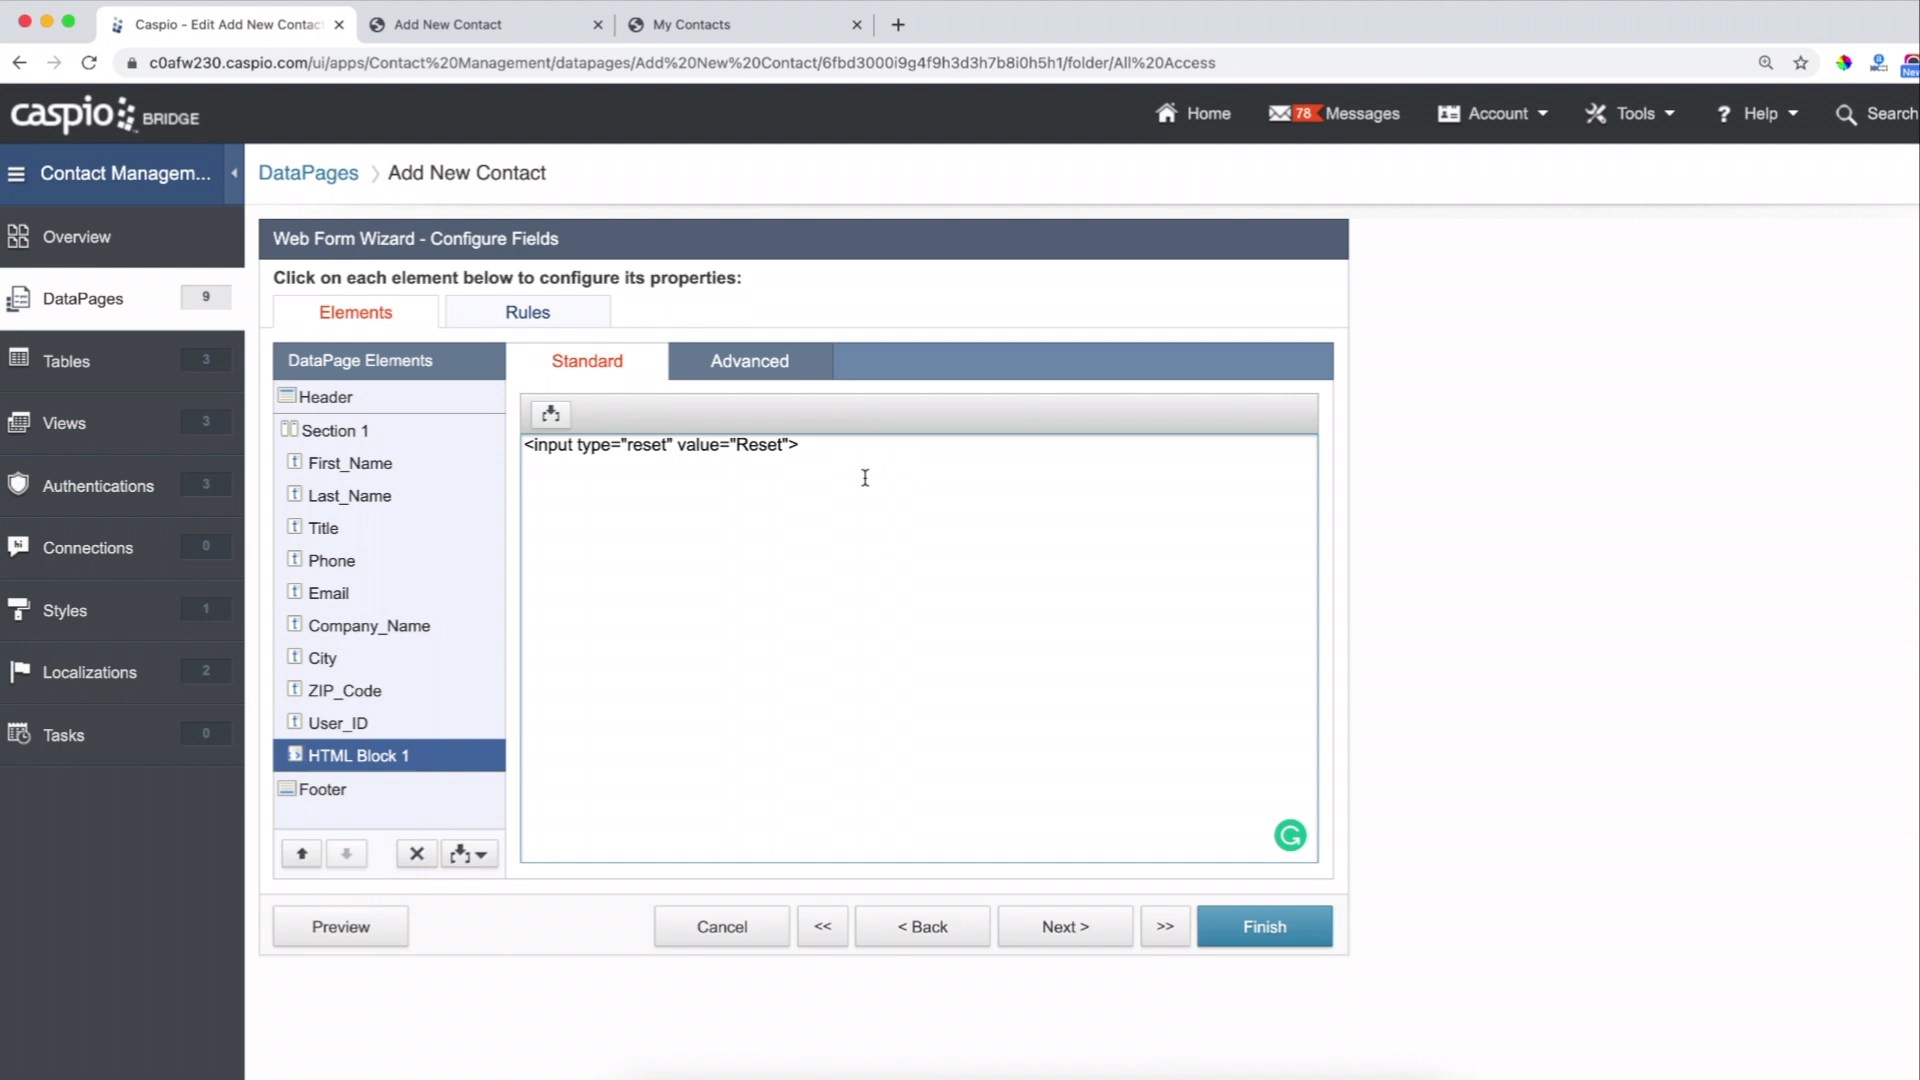 Caspio - Edit Add New Contac
Add New Contact
My Contacts
c0afw230.caspio.com/ui/apps/Contact%20Management/datapages/Add%20New%20Contact/6fbd3000i9g4f9h3d3h7b8i0h5h1/folder/All%20Access
New
caspio BRIDGE
Home
78 Messages
Account
Tools
? Help
Search
Contact Managem...
DataPages
Add New Contact
Overview
DataPages 9
Tables 3
Views 3
Authentications 3
Connections 0
Styles 1
Localizations 2
Tasks 0
Web Form Wizard - Configure Fields
Click on each element below to configure its properties:
Elements
Rules
DataPage Elements
Standard
Advanced
Header
Section 1
First_Name
Last_Name
Title
Phone
Email
Company_Name
City
ZIP_Code
User_ID
HTML Block 1
Footer
<input type="reset" value="Reset">
Preview
Cancel
<<
< Back
Next >
>>
Finish